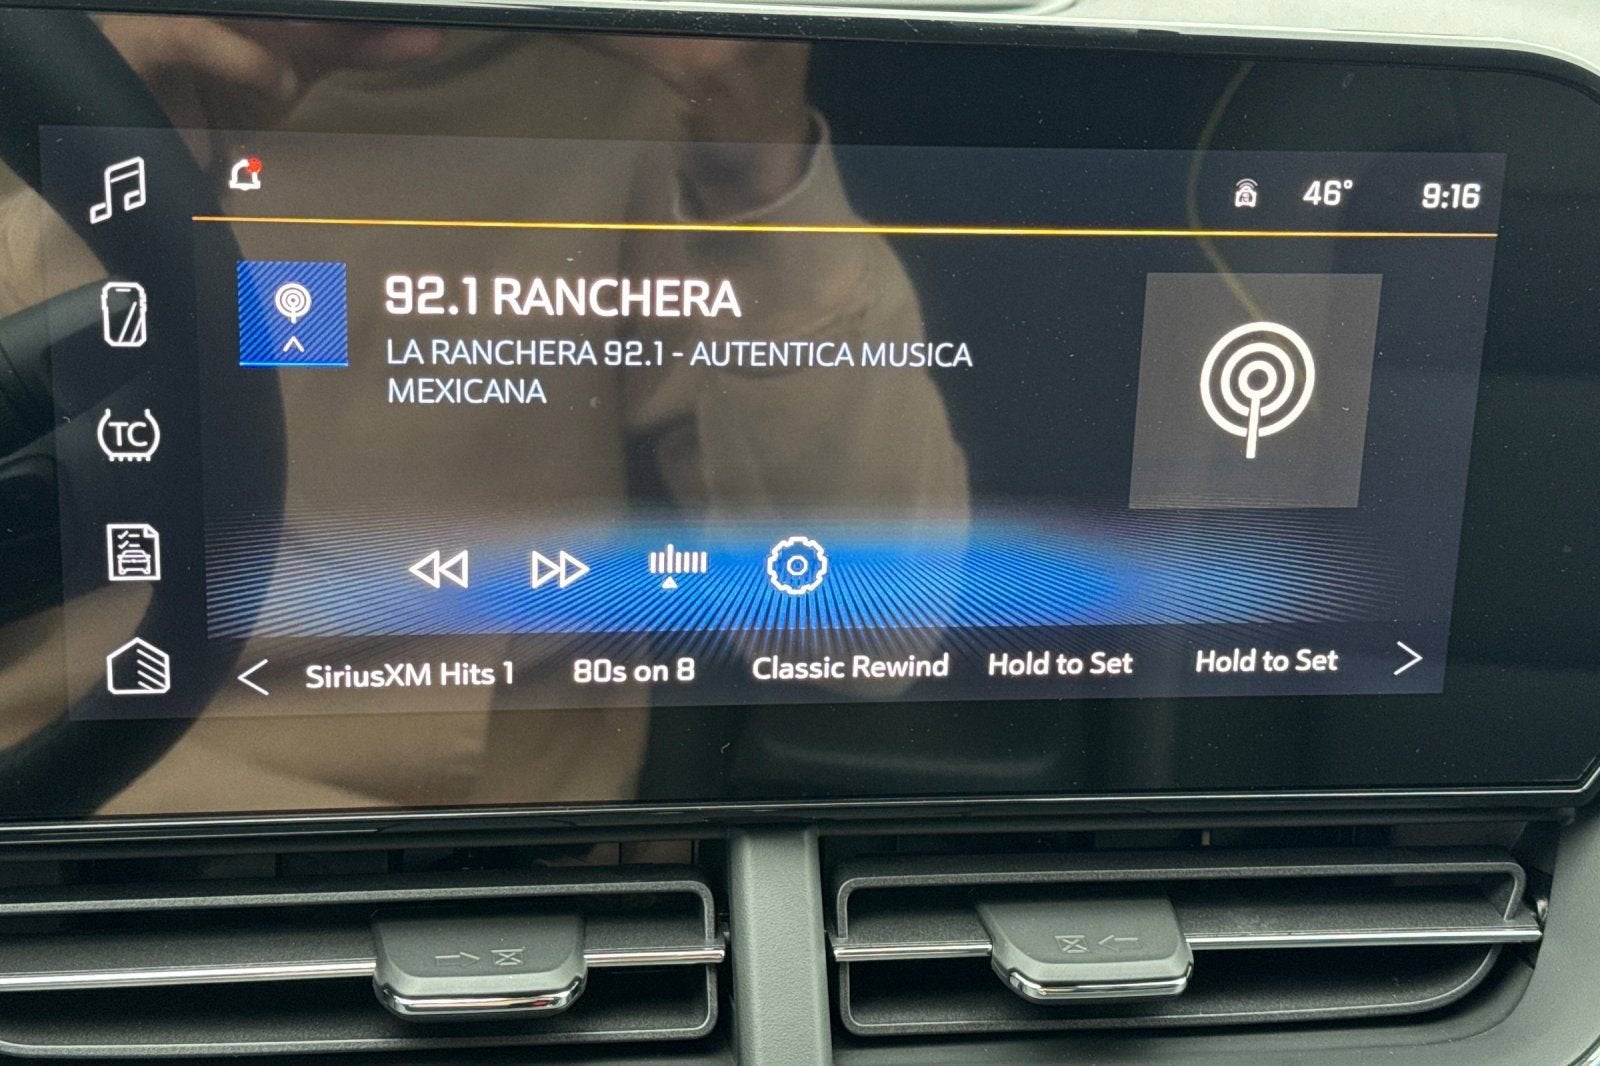 46° 9:16
92.1 RANCHERA
LA RANCHERA 92.1 - AUTENTICA MUSICA
MEXICANA
TC
SiriusXM Hits 1 80s on 8 Classic Rewind Hold to Set Hold to Set